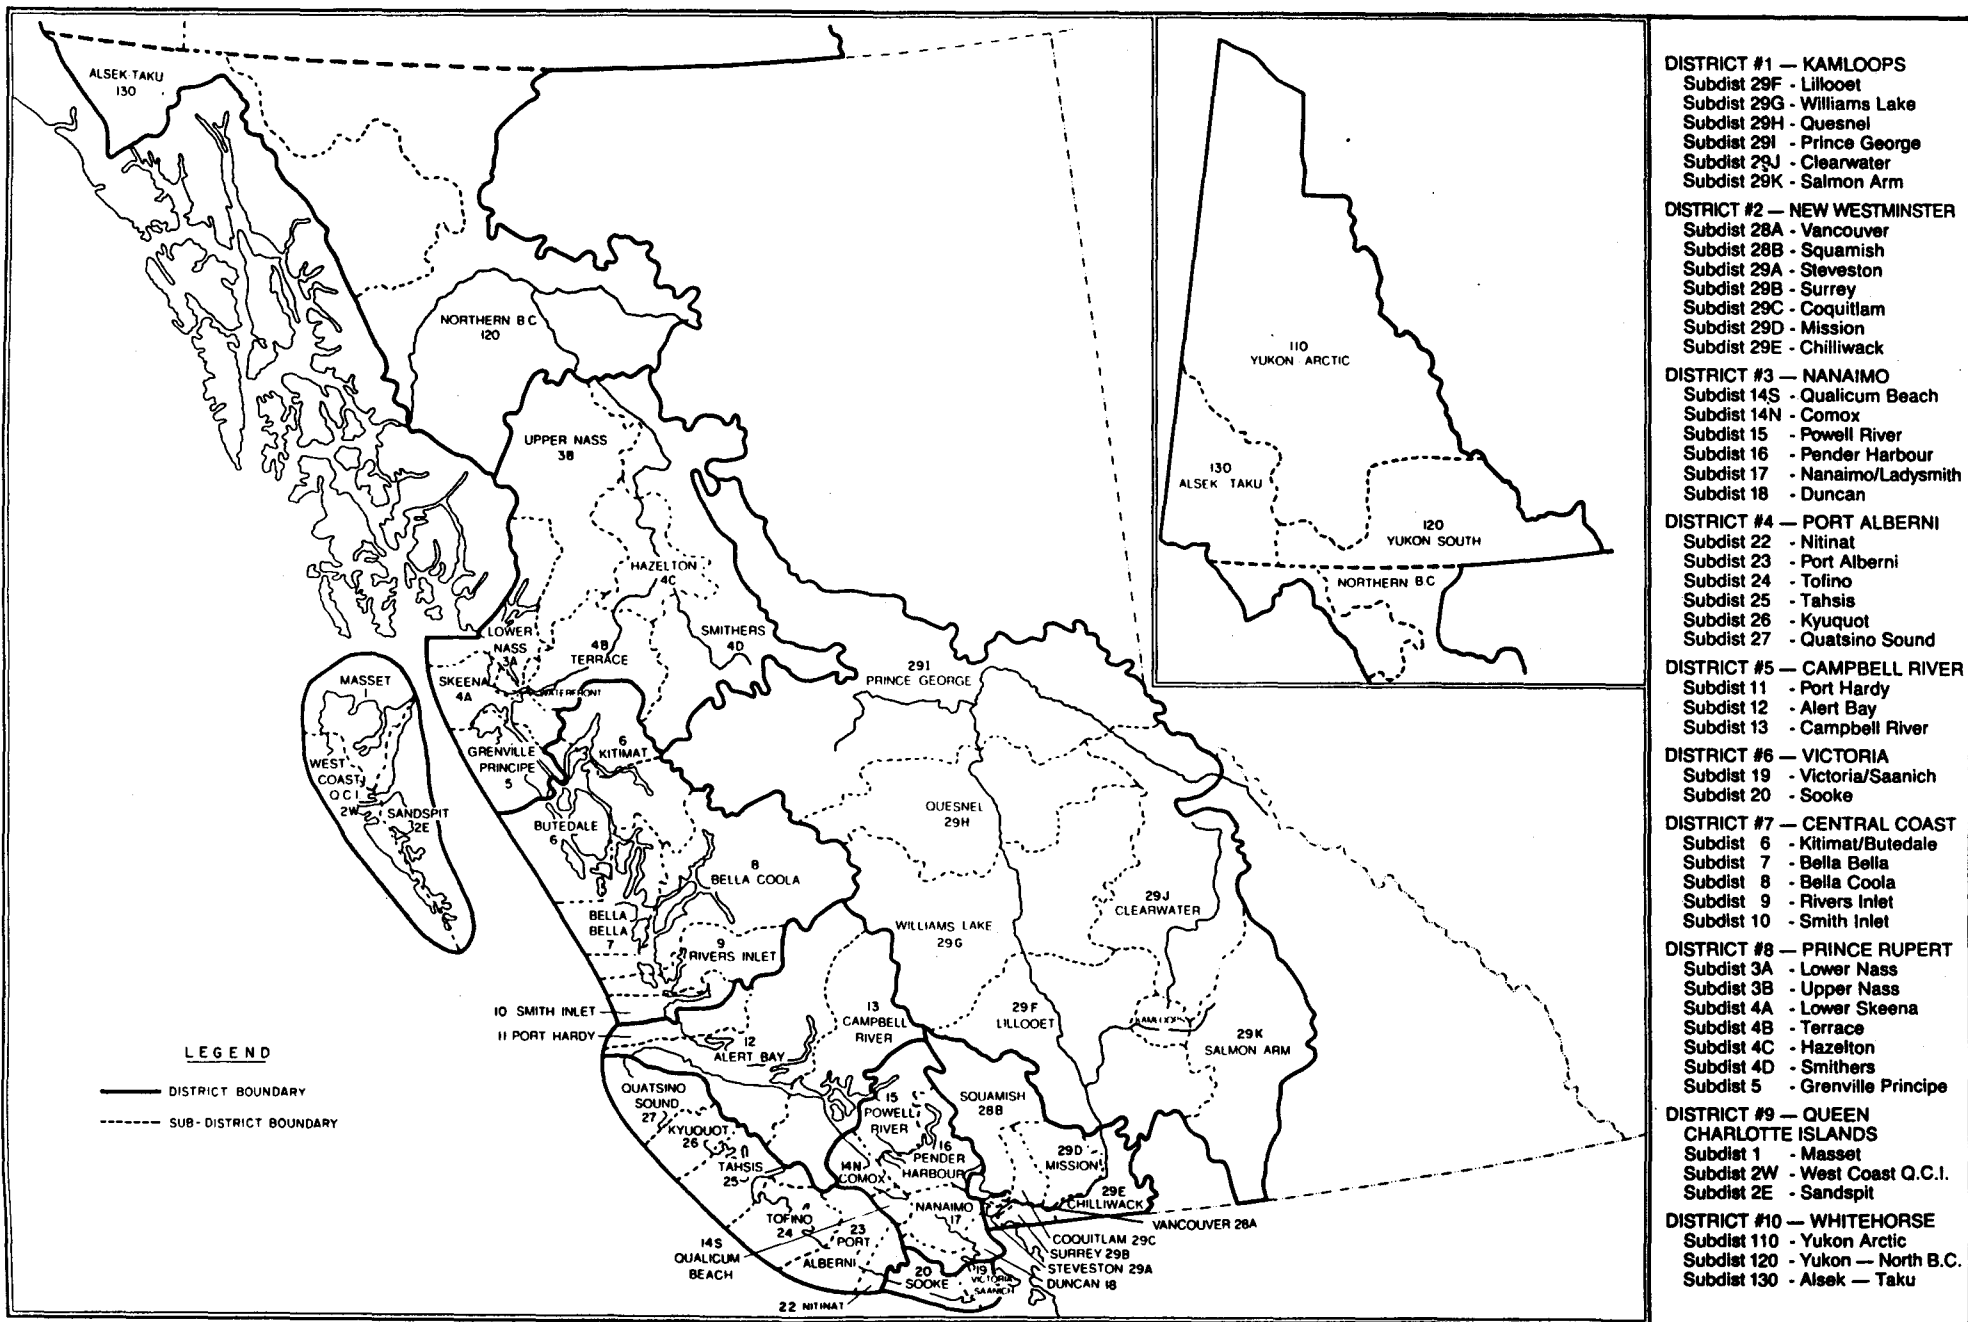 ALSEK-TAKU
130
NORTHERN B C
120
UPPER NASS
3B
HAZELTON
4C
LOWER
NASS
3A
4B
TERRACE
SMITHERS
4D
SKEENA
4A
WATERFRONT
MASSET
1
WEST
COAST
Q C I
2W
SANDSPIT
2E
GRENVILLE
PRINCIPE
5
6
KITIMAT
BUTEDALE
6
291
PRINCE GEORGE
QUESNEL
29H
8
BELLA COOLA
BELLA
BELLA
7
9
RIVERS INLET
WILLIAMS LAKE
29G
29J
CLEARWATER
10 SMITH INLET
11 PORT HARDY
12
ALERT BAY
13
CAMPBELL
RIVER
29F
LILLOOET
KAMLOOPS
29K
SALMON ARM
QUATSINO
SOUND
27
KYUQUOT
26
TAHSIS
25
TOFINO
24
23
PORT
ALBERNI
14N
COMOX
15
POWELL
RIVER
16
PENDER
HARBOUR
SQUAMISH
28B
29D
MISSION
29E
CHILLIWACK
NANAIMO
17
VANCOUVER 28A
COQUITLAM 29C
SURREY 29B
STEVESTON 29A
DUNCAN 18
14S
QUALICUM
BEACH
20
SOOKE
19
VICTORIA
SAANICH
22 NITINAT
LEGEND
DISTRICT BOUNDARY
SUB-DISTRICT BOUNDARY
110
YUKON ARCTIC
130
ALSEK TAKU
120
YUKON SOUTH
NORTHERN B.C
DISTRICT #1 — KAMLOOPS
Subdist 29F - Lillooet
Subdist 29G - Williams Lake
Subdist 29H - Quesnel
Subdist 29I - Prince George
Subdist 29J - Clearwater
Subdist 29K - Salmon Arm
DISTRICT #2 — NEW WESTMINSTER
Subdist 28A - Vancouver
Subdist 28B - Squamish
Subdist 29A - Steveston
Subdist 29B - Surrey
Subdist 29C - Coquitlam
Subdist 29D - Mission
Subdist 29E - Chilliwack
DISTRICT #3 — NANAIMO
Subdist 14S - Qualicum Beach
Subdist 14N - Comox
Subdist 15 - Powell River
Subdist 16 - Pender Harbour
Subdist 17 - Nanaimo/Ladysmith
Subdist 18 - Duncan
DISTRICT #4 — PORT ALBERNI
Subdist 22 - Nitinat
Subdist 23 - Port Alberni
Subdist 24 - Tofino
Subdist 25 - Tahsis
Subdist 26 - Kyuquot
Subdist 27 - Quatsino Sound
DISTRICT #5 — CAMPBELL RIVER
Subdist 11 - Port Hardy
Subdist 12 - Alert Bay
Subdist 13 - Campbell River
DISTRICT #6 — VICTORIA
Subdist 19 - Victoria/Saanich
Subdist 20 - Sooke
DISTRICT #7 — CENTRAL COAST
Subdist 6 - Kitimat/Butedale
Subdist 7 - Bella Bella
Subdist 8 - Bella Coola
Subdist 9 - Rivers Inlet
Subdist 10 - Smith Inlet
DISTRICT #8 — PRINCE RUPERT
Subdist 3A - Lower Nass
Subdist 3B - Upper Nass
Subdist 4A - Lower Skeena
Subdist 4B - Terrace
Subdist 4C - Hazelton
Subdist 4D - Smithers
Subdist 5 - Grenville Principe
DISTRICT #9 — QUEEN
CHARLOTTE ISLANDS
Subdist 1 - Masset
Subdist 2W - West Coast Q.C.I.
Subdist 2E - Sandspit
DISTRICT #10 — WHITEHORSE
Subdist 110 - Yukon Arctic
Subdist 120 - Yukon — North B.C.
Subdist 130 - Alsek — Taku